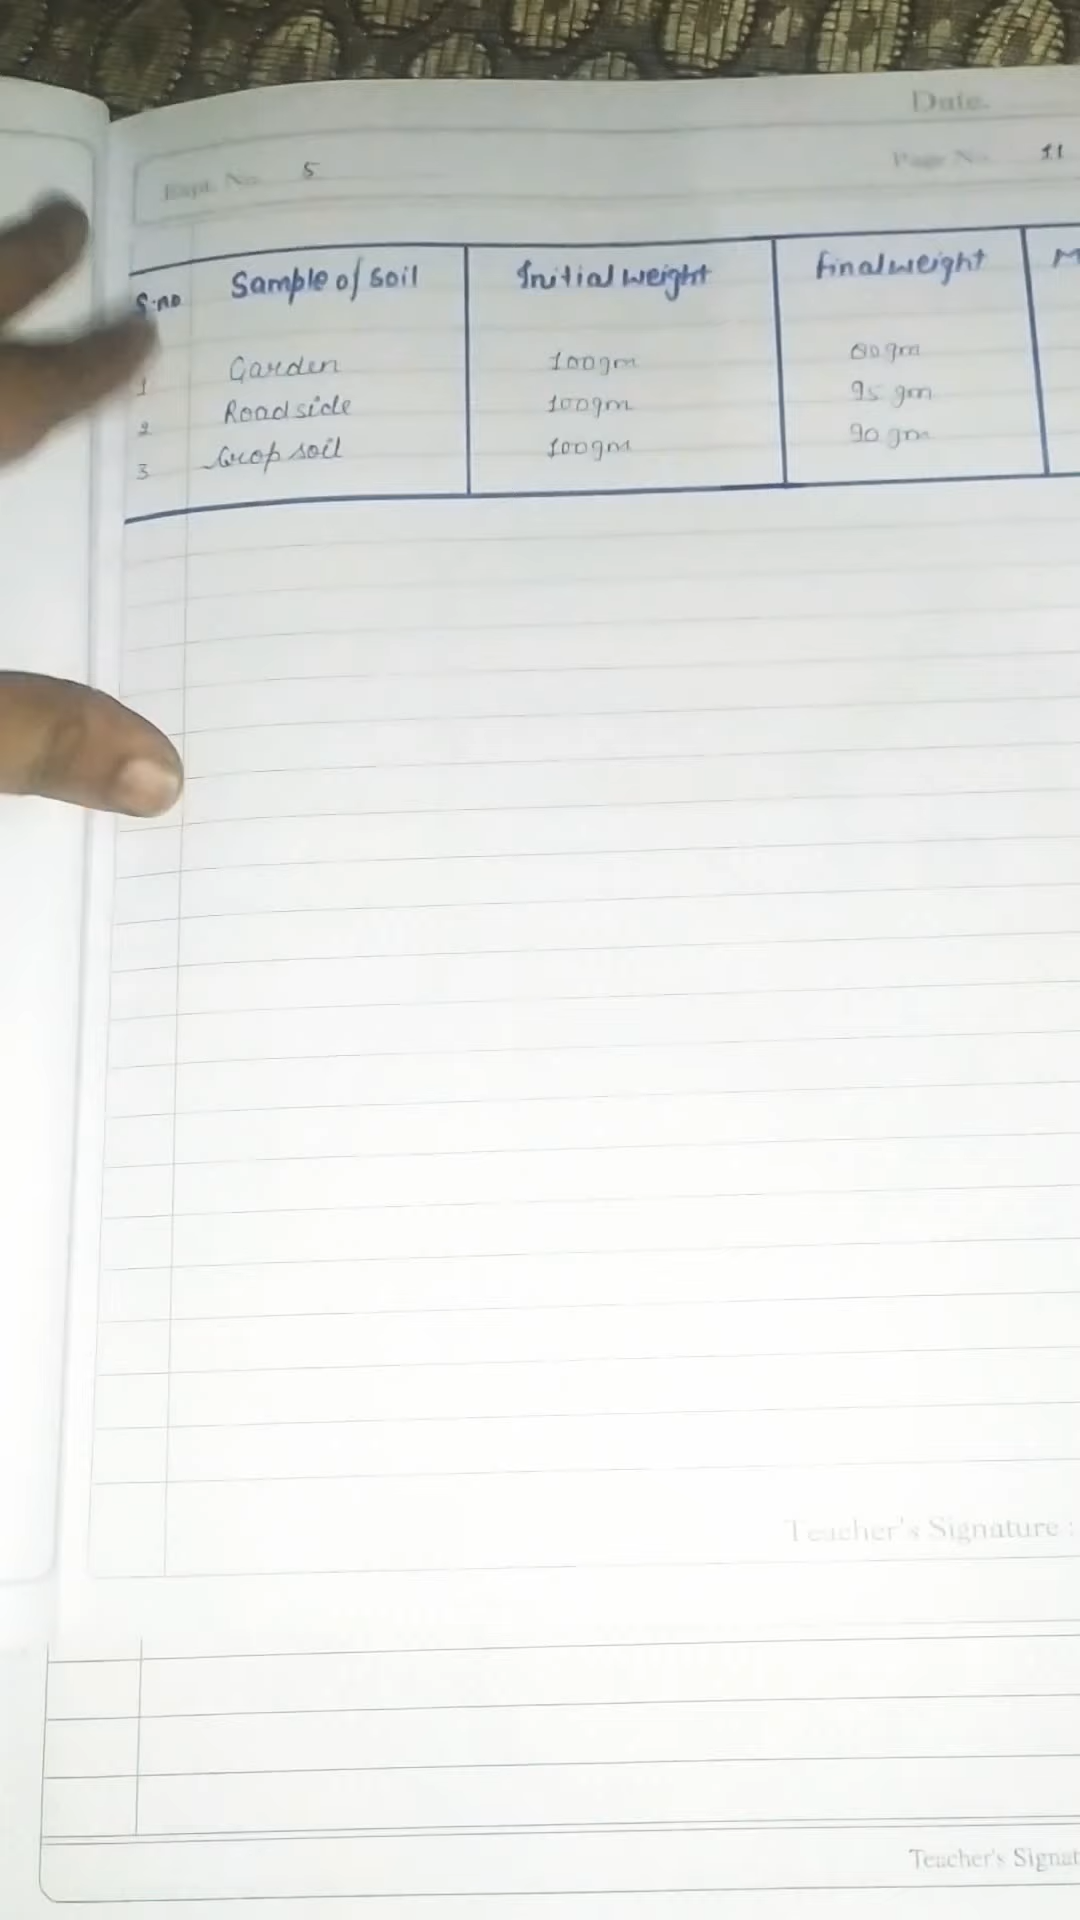 Date.
Expt. No. 5
Page No. 11
S.no Sample of soil Initial weight final weight M
1 Garden 100gm 80gm
2 Roadside 100gm 95 gm
3 Crop soil 100gm 90 gm
Teacher's Signature :
Teacher's Signat